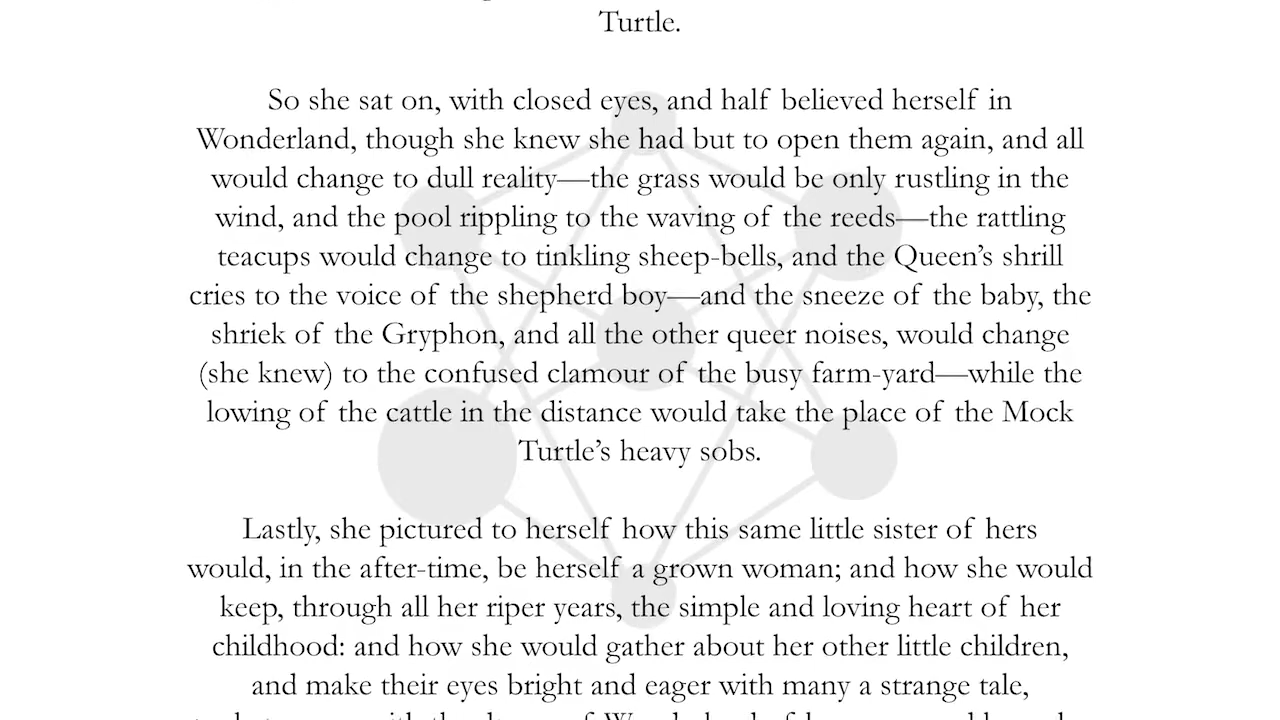 Turtle.
So she sat on, with closed eyes, and half believed herself in
Wonderland, though she knew she had but to open them again, and all
would change to dull reality—the grass would be only rustling in the
wind, and the pool rippling to the waving of the reeds—the rattling
teacups would change to tinkling sheep-bells, and the Queen’s shrill
cries to the voice of the shepherd boy—and the sneeze of the baby, the
shriek of the Gryphon, and all the other queer noises, would change
(she knew) to the confused clamour of the busy farm-yard—while the
lowing of the cattle in the distance would take the place of the Mock
Turtle’s heavy sobs.
Lastly, she pictured to herself how this same little sister of hers
would, in the after-time, be herself a grown woman; and how she would
keep, through all her riper years, the simple and loving heart of her
childhood: and how she would gather about her other little children,
and make their eyes bright and eager with many a strange tale,